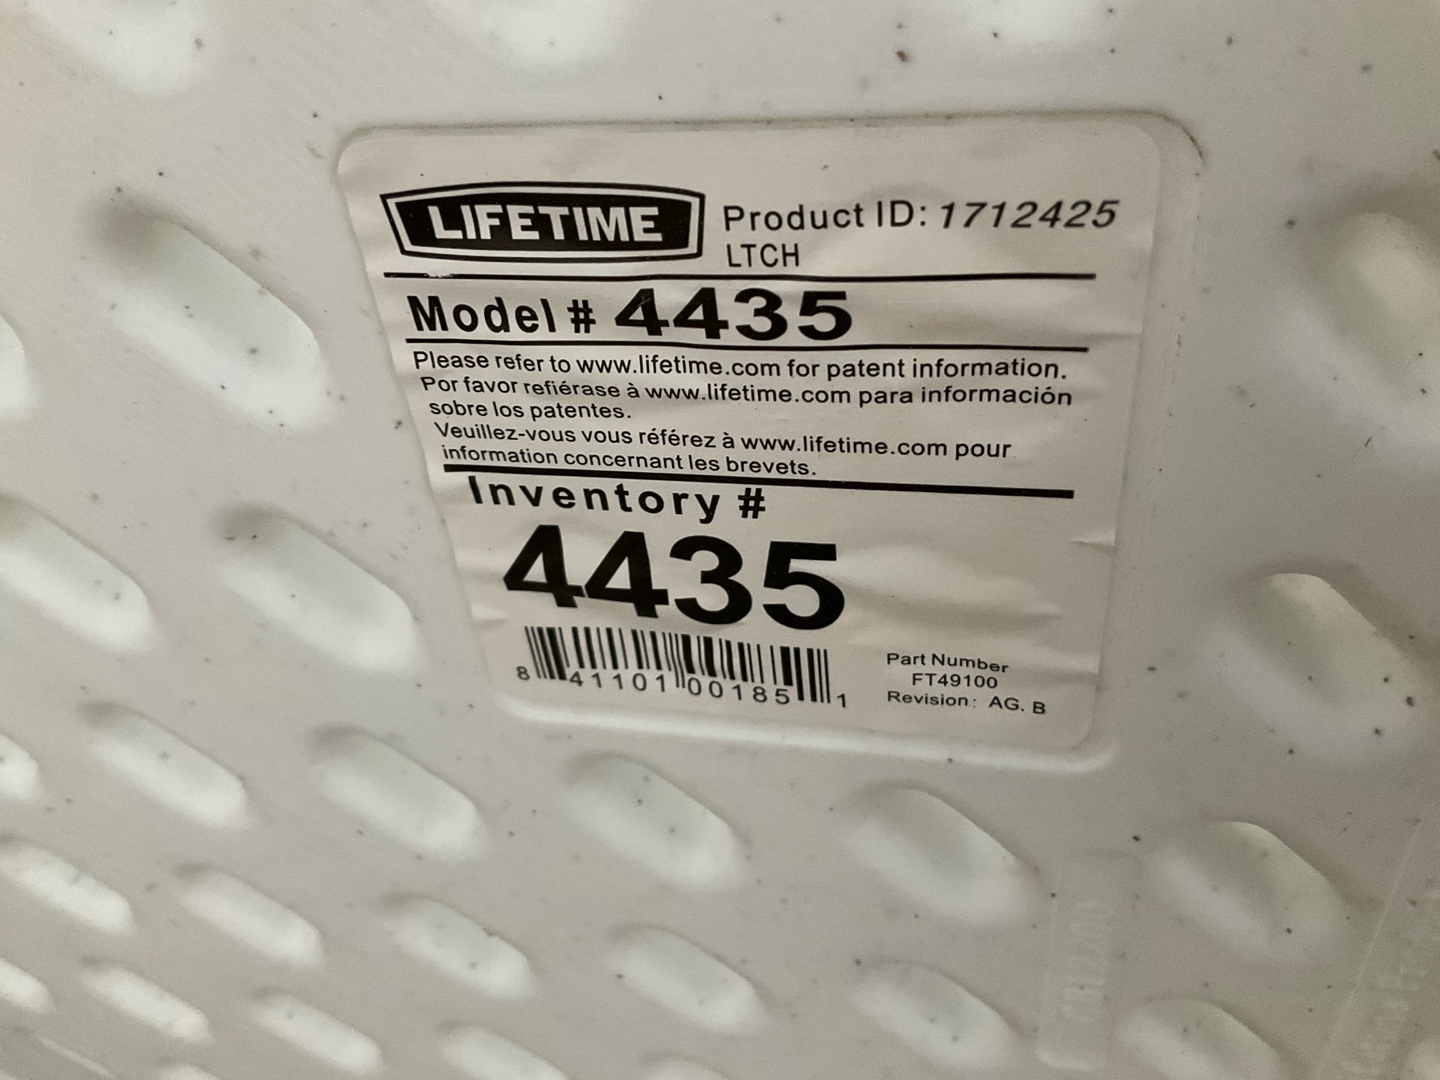 LIFETIME
Product ID: 1712425
LTCH
Model # 4435
Please refer to www.lifetime.com for patent information.
Por favor refiérase à www.lifetime.com para información
sobre los patentes.
Veuillez-vous vous référez à www.lifetime.com pour
information concernant les brevets.
Inventory #
4435
8 41101 00185 1
Part Number
FT49100
Revision: AG. B